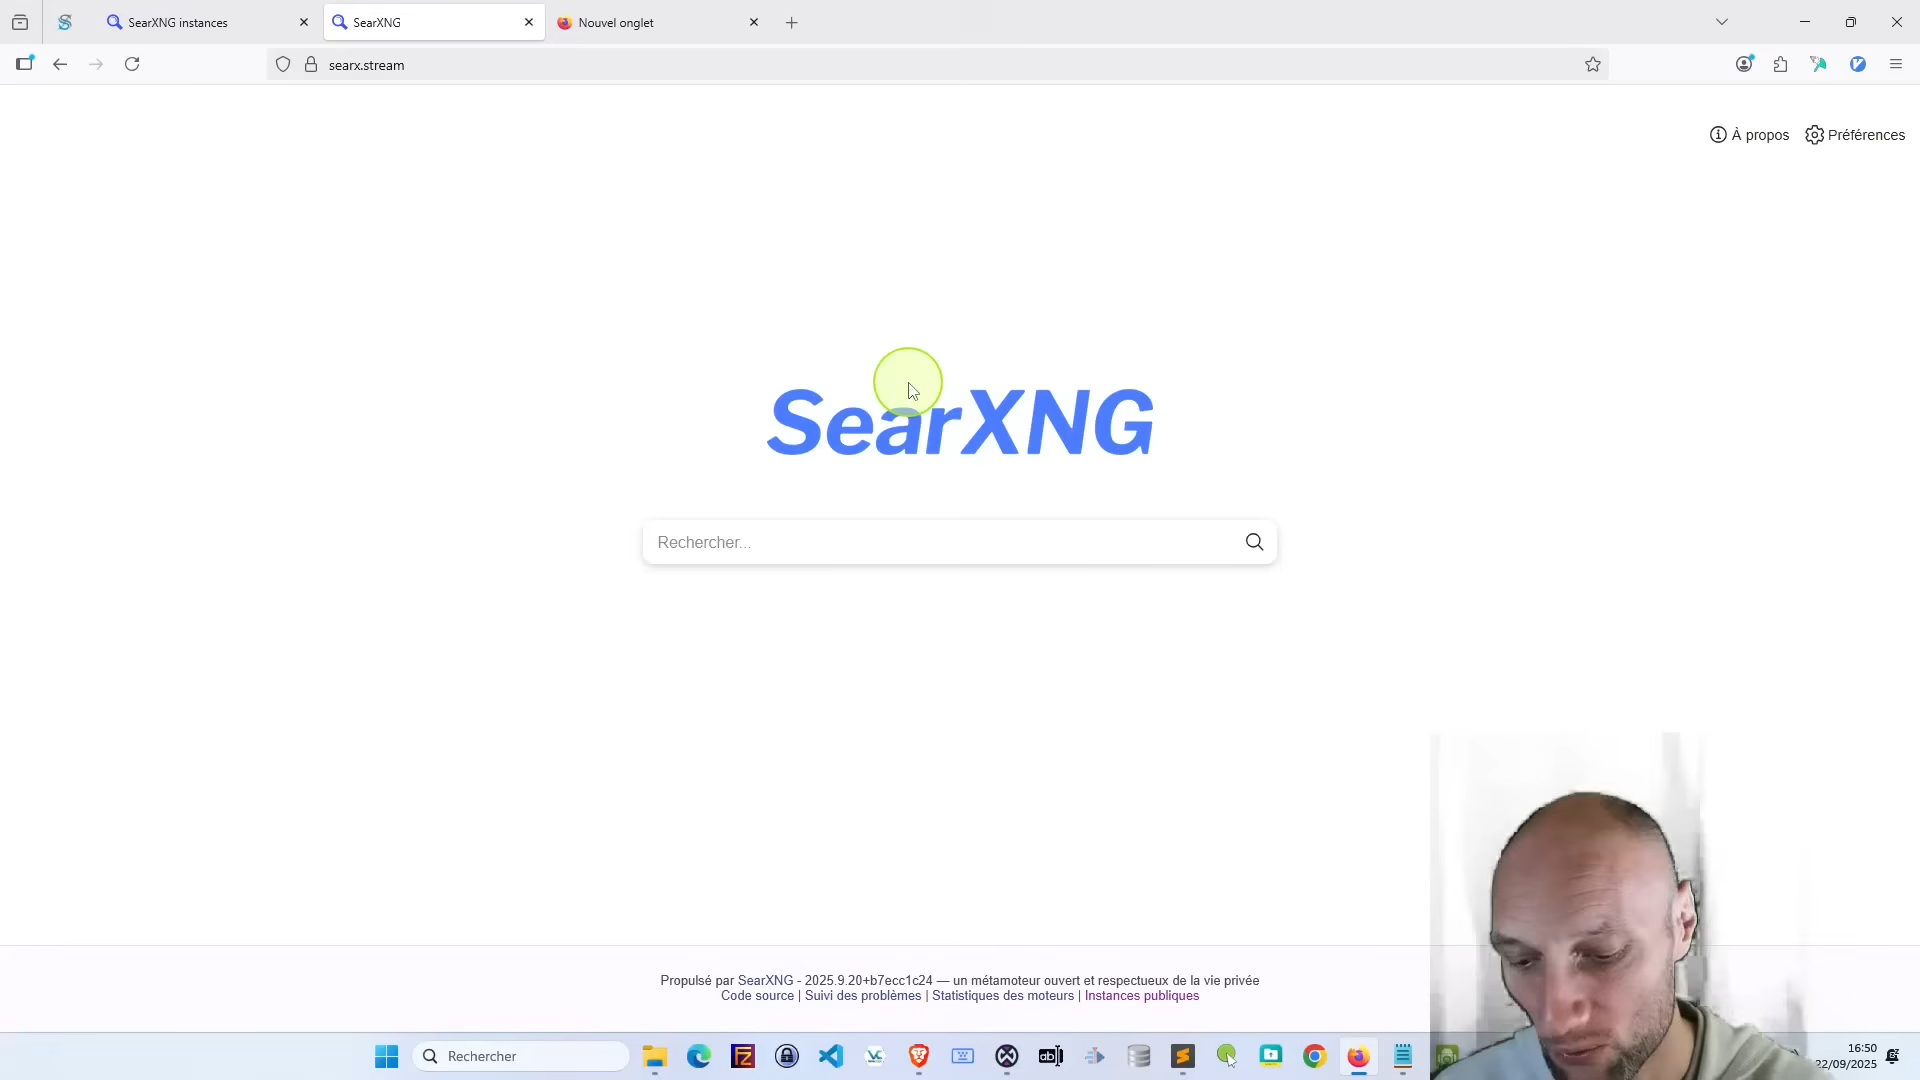 SearXNG instances
SearXNG
Nouvel onglet
searx.stream
À propos
Préférences
SearXNG
Rechercher...
Propulsé par SearXNG - 2025.9.20+b7ecc1c24 — un métamoteur ouvert et respectueux de la vie privée
Code source | Suivi des problèmes | Statistiques des moteurs | Instances publiques
Rechercher
16:50
22/09/2025